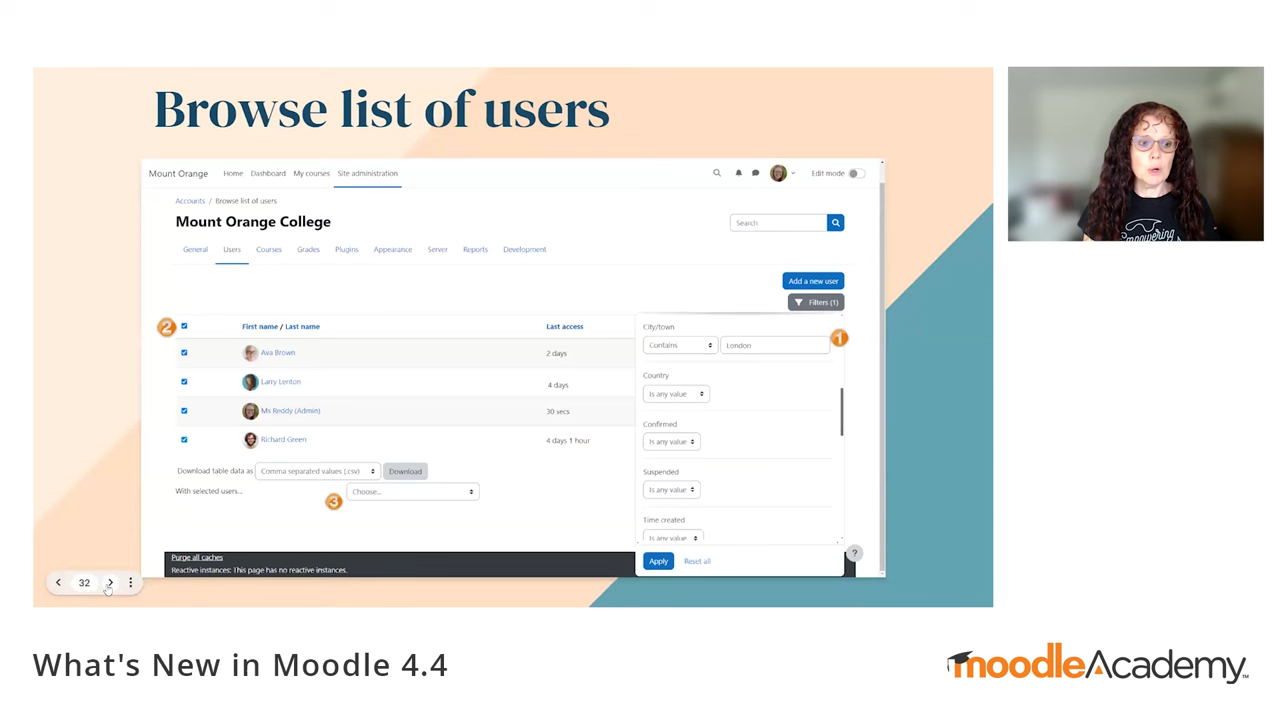 Browse list of users
Mount Orange Home Dashboard My courses Site administration Edit mode
Accounts / Browse list of users
Mount Orange College
Search
General Users Courses Grades Plugins Appearance Server Reports Development
Add a new user
Filters (1)
2 First name / Last name Last access
Ava Brown 2 days
Larry Lenton 4 days
Ms Reddy (Admin) 30 secs
Richard Green 4 days 1 hour
Download table data as Comma separated values (.csv) Download
With selected users... Choose...
3
City/town
Contains London 1
Country
Is any value
Confirmed
Is any value
Suspended
Is any value
Time created
Is any value
Apply Reset all
?
Purge all caches
Reactive instances: This page has no reactive instances.
32
Empowering
What's New in Moodle 4.4
moodleAcademy™